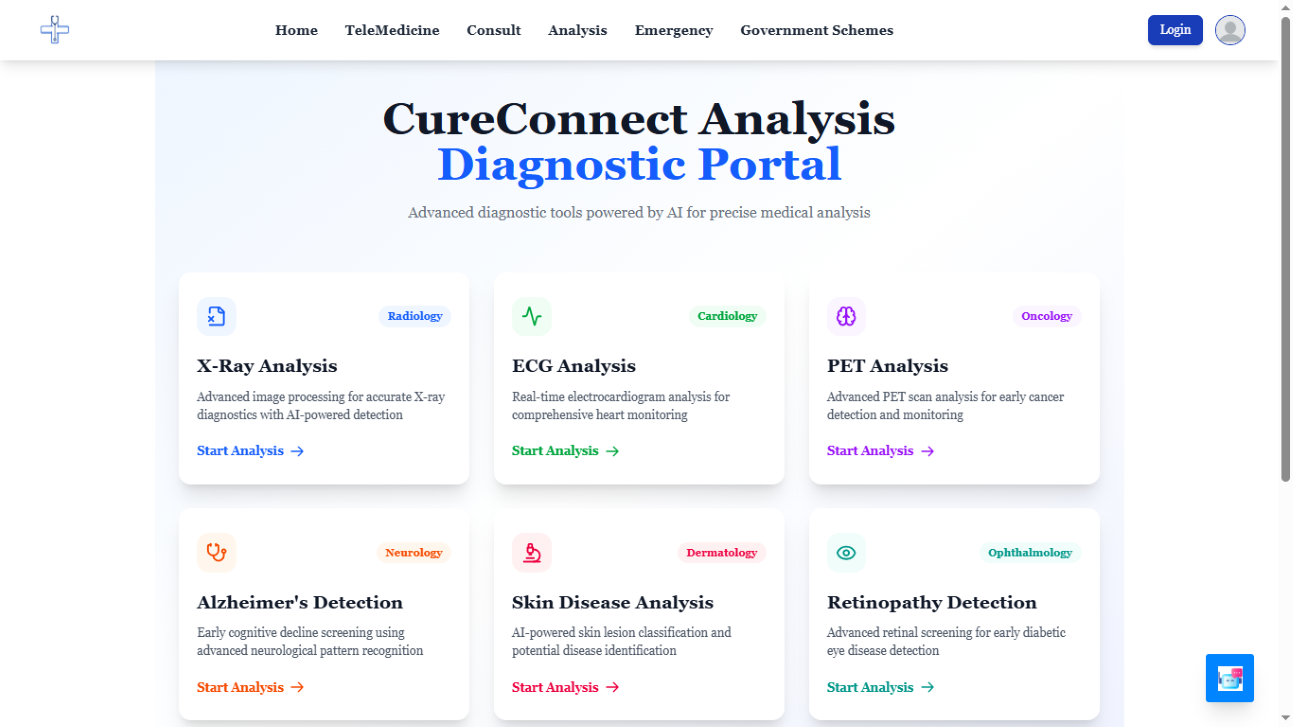 Home TeleMedicine Consult Analysis Emergency Government Schemes Login
CureConnect Analysis
Diagnostic Portal
Advanced diagnostic tools powered by AI for precise medical analysis
Radiology
X-Ray Analysis
Advanced image processing for accurate X-ray
diagnostics with AI-powered detection
Start Analysis
Cardiology
ECG Analysis
Real-time electrocardiogram analysis for
comprehensive heart monitoring
Start Analysis
Oncology
PET Analysis
Advanced PET scan analysis for early cancer
detection and monitoring
Start Analysis
Neurology
Alzheimer's Detection
Early cognitive decline screening using
advanced neurological pattern recognition
Start Analysis
Dermatology
Skin Disease Analysis
AI-powered skin lesion classification and
potential disease identification
Start Analysis
Ophthalmology
Retinopathy Detection
Advanced retinal screening for early diabetic
eye disease detection
Start Analysis